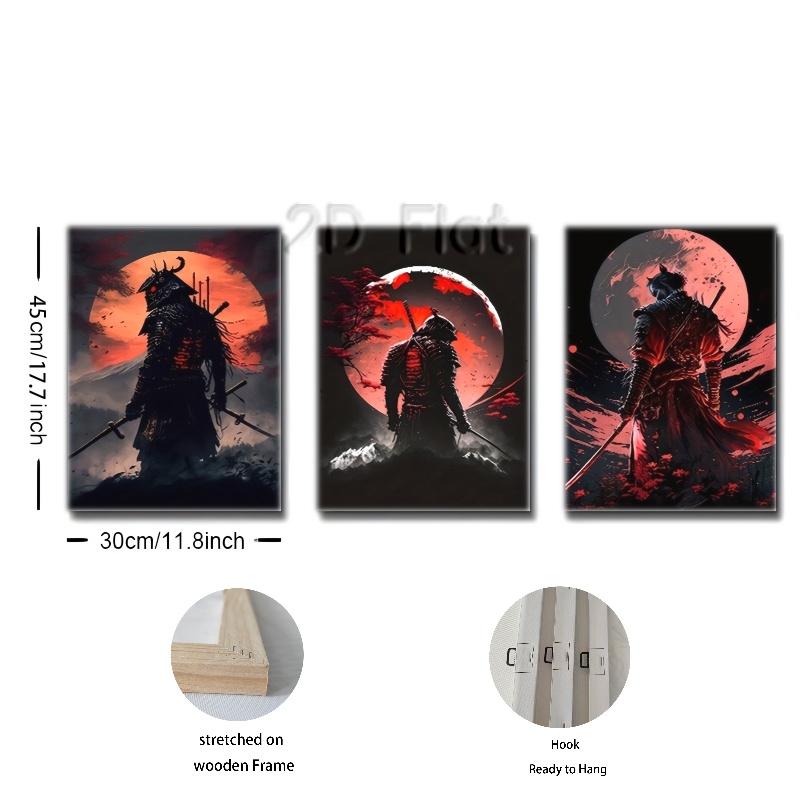 2D Flat
45cm/17.7inch
30cm/11.8inch
stretched on
wooden Frame
Hook
Ready to Hang